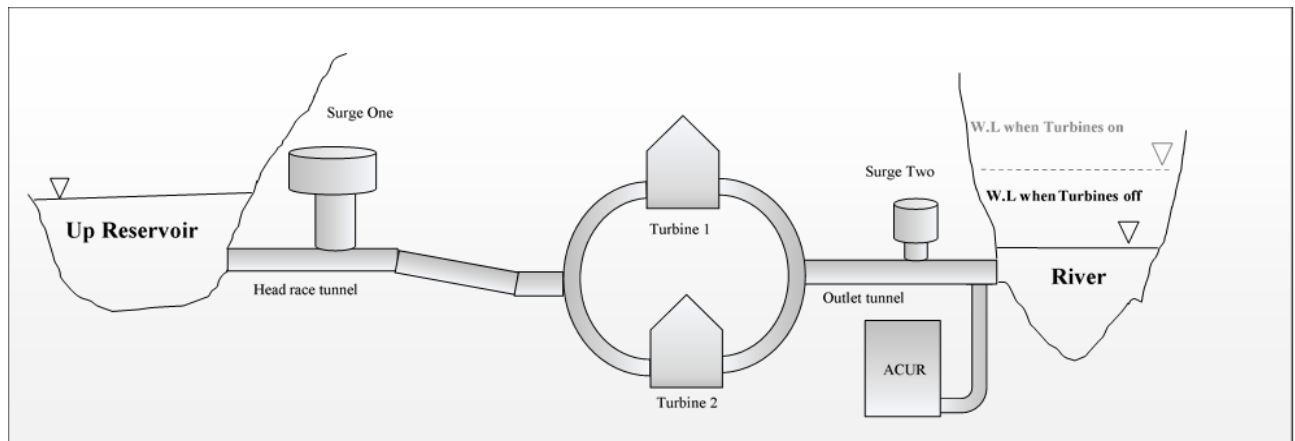 Surge One
W.L when Turbines on
Surge Two
W.L when Turbines off
Up Reservoir
Turbine 1
River
Head race tunnel
Outlet tunnel
ACUR
Turbine 2